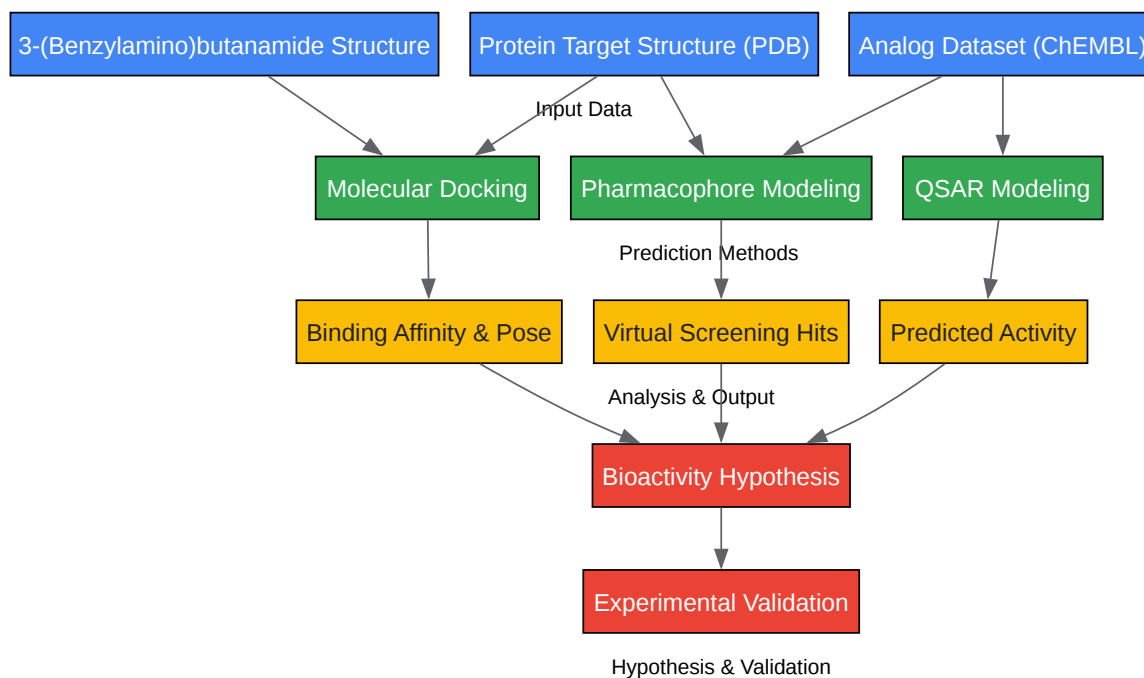 3-(Benzylamino)butanamide Structure
Protein Target Structure (PDB)
Analog Dataset (ChEMBL)
Input Data
Molecular Docking
Pharmacophore Modeling
QSAR Modeling
Prediction Methods
Binding Affinity & Pose
Virtual Screening Hits
Predicted Activity
Analysis & Output
Bioactivity Hypothesis
Experimental Validation
Hypothesis & Validation